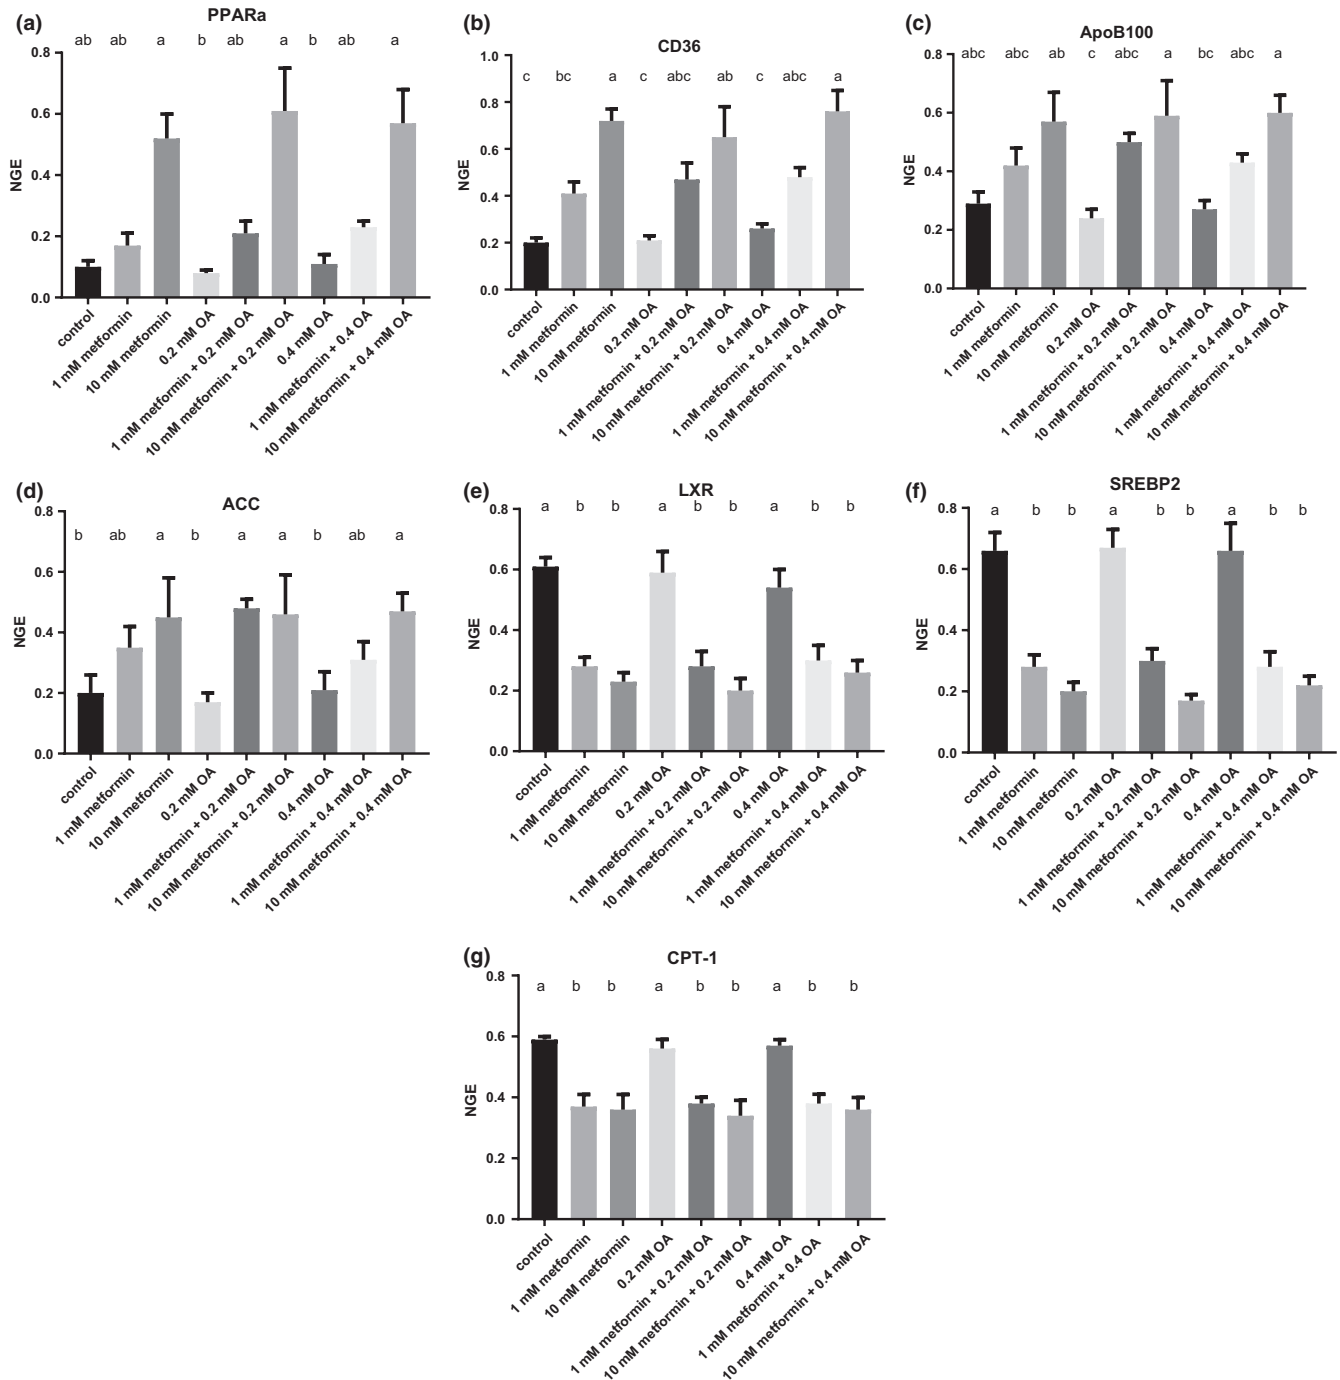 (a)
PPARa
ab ab a b ab a b ab a
0.8
0.6
0.4
0.2
0.0
NGE
control
1 mM metformin
10 mM metformin
0.2 mM OA
1 mM metformin + 0.2 mM OA
10 mM metformin + 0.2 mM OA
0.4 mM OA
1 mM metformin + 0.4 OA
10 mM metformin + 0.4 mM OA
(b)
CD36
c bc a c abc ab c abc a
1.0
0.8
0.6
0.4
0.2
0.0
NGE
control
1 mM metformin
10 mM metformin
0.2 mM OA
1 mM metformin + 0.2 mM OA
10 mM metformin + 0.2 mM OA
0.4 mM OA
1 mM metformin + 0.4 mM OA
10 mM metformin + 0.4 mM OA
(c)
ApoB100
abc abc ab c abc a bc abc a
0.8
0.6
0.4
0.2
0.0
NGE
control
1 mM metformin
10 mM metformin
0.2 mM OA
1 mM metformin + 0.2 mM OA
10 mM metformin + 0.2 mM OA
0.4 mM OA
1 mM metformin + 0.4 mM OA
10 mM metformin + 0.4 mM OA
(d)
ACC
b ab a b a a b ab a
0.8
0.6
0.4
0.2
0.0
NGE
control
1 mM metformin
10 mM metformin
0.2 mM OA
1 mM metformin + 0.2 mM OA
10 mM metformin + 0.2 mM OA
0.4 mM OA
1 mM metformin + 0.4 mM OA
10 mM metformin + 0.4 mM OA
(e)
LXR
a b b a b b a b b
0.8
0.6
0.4
0.2
0.0
NGE
control
1 mM metformin
10 mM metformin
0.2 mM OA
1 mM metformin + 0.2 mM OA
10 mM metformin + 0.2 mM OA
0.4 mM OA
1 mM metformin + 0.4 mM OA
10 mM metformin + 0.4 mM OA
(f)
SREBP2
a b b a b b a b b
0.8
0.6
0.4
0.2
0.0
NGE
control
1 mM metformin
10 mM metformin
0.2 mM OA
1 mM metformin + 0.2 mM OA
10 mM metformin + 0.2 mM OA
0.4 mM OA
1 mM metformin + 0.4 mM OA
10 mM metformin + 0.4 mM OA
(g)
CPT-1
a b b a b b a b b
0.8
0.6
0.4
0.2
0.0
NGE
control
1 mM metformin
10 mM metformin
0.2 mM OA
1 mM metformin + 0.2 mM OA
10 mM metformin + 0.2 mM OA
0.4 mM OA
1 mM metformin + 0.4 OA
10 mM metformin + 0.4 mM OA